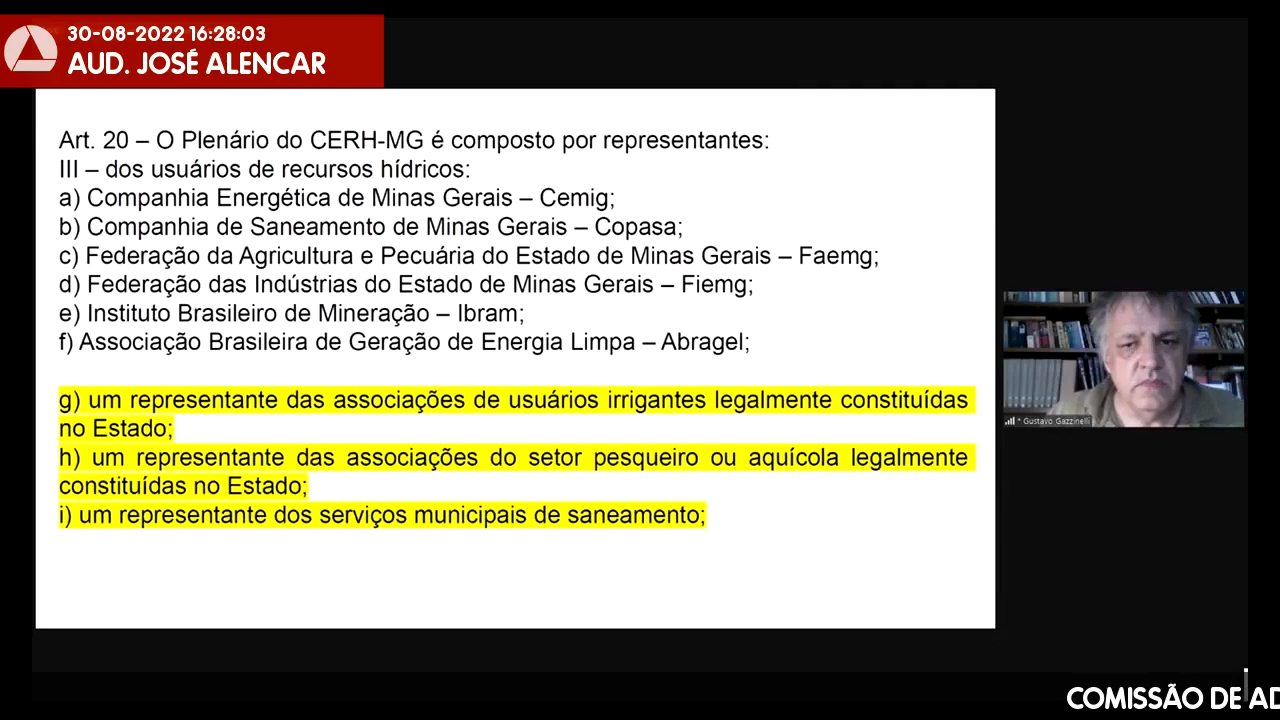 30-08-2022 16:28:03
AUD. JOSÉ ALENCAR
Art. 20 – O Plenário do CERH-MG é composto por representantes:
III – dos usuários de recursos hídricos:
a) Companhia Energética de Minas Gerais – Cemig;
b) Companhia de Saneamento de Minas Gerais – Copasa;
c) Federação da Agricultura e Pecuária do Estado de Minas Gerais – Faemg;
d) Federação das Indústrias do Estado de Minas Gerais – Fiemg;
e) Instituto Brasileiro de Mineração – Ibram;
f) Associação Brasileira de Geração de Energia Limpa – Abragel;
g) um representante das associações de usuários irrigantes legalmente constituídas
no Estado;
h) um representante das associações do setor pesqueiro ou aquícola legalmente
constituídas no Estado;
i) um representante dos serviços municipais de saneamento;
* Gustavo Gazzinelli
COMISSÃO DE AD